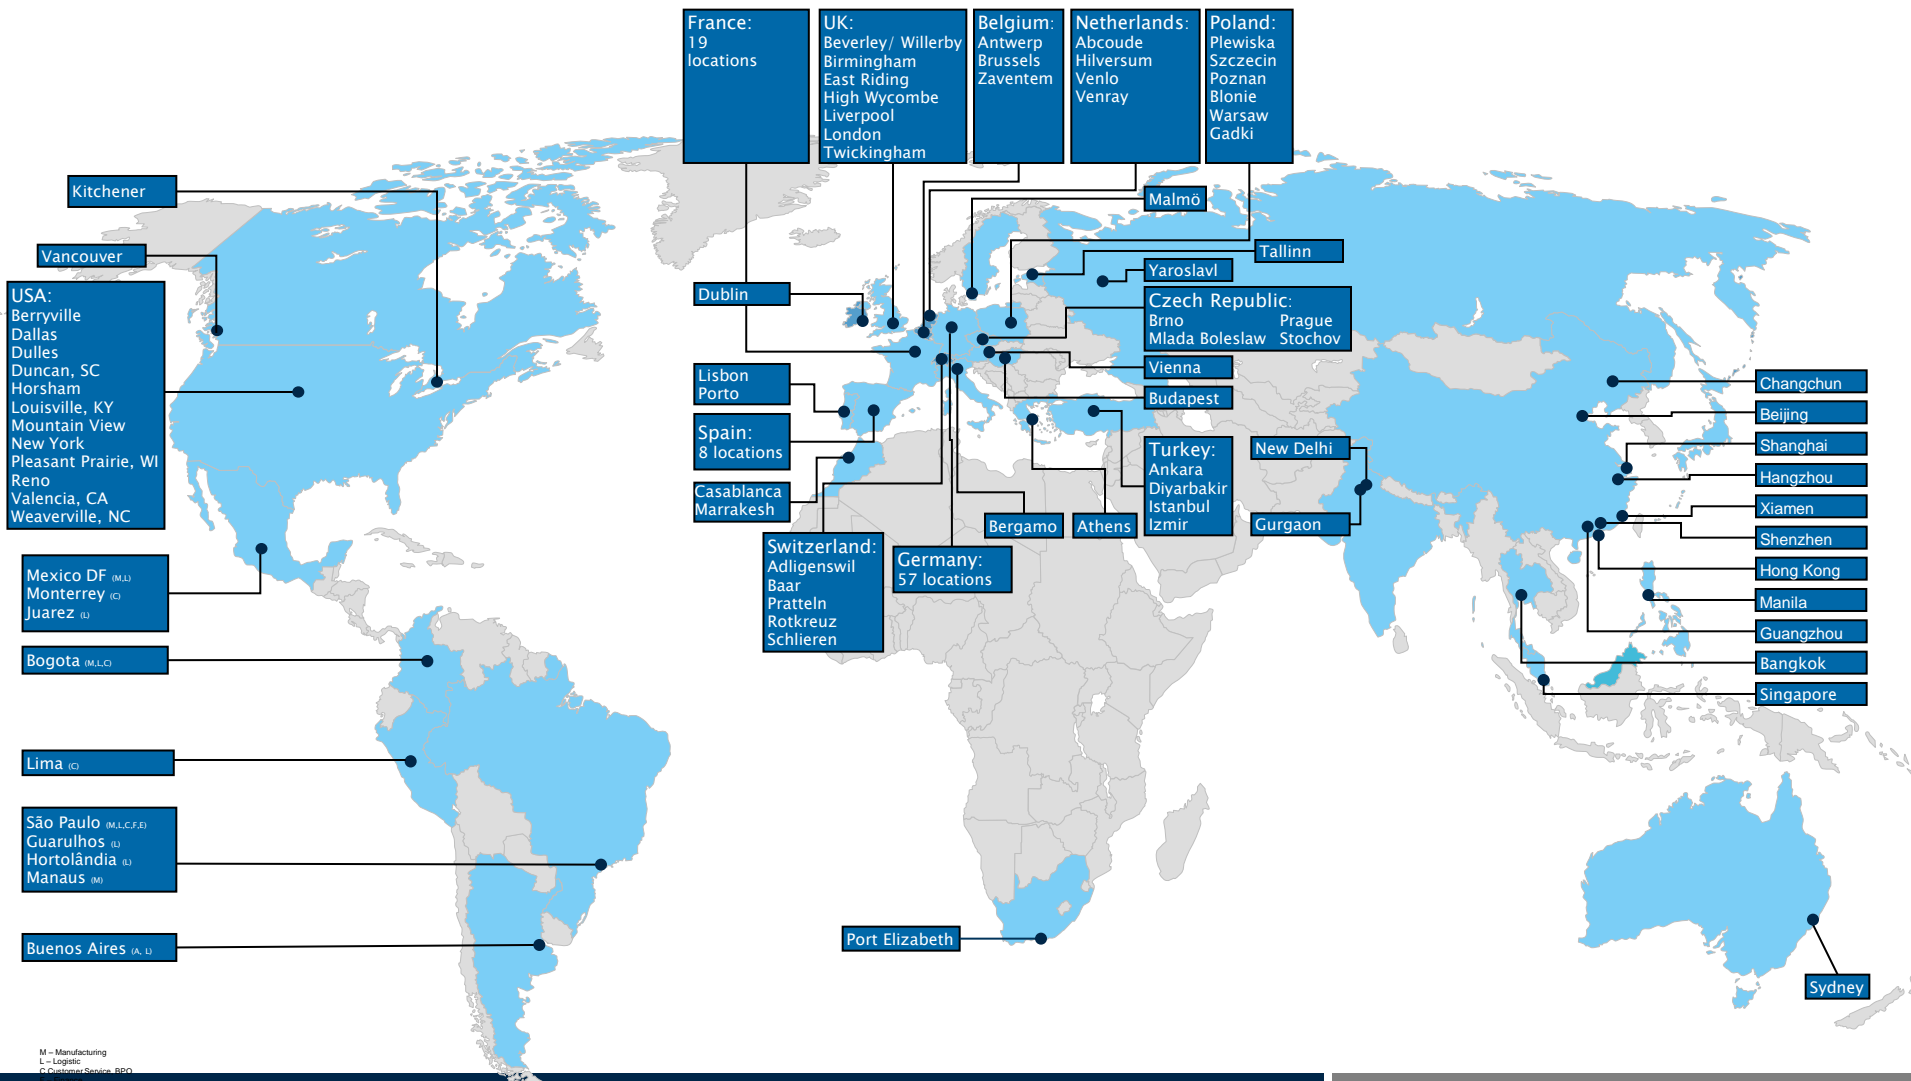 France:
19
locations
UK:
Beverley/ Willerby
Birmingham
East Riding
High Wycombe
Liverpool
London
Twickingham
Belgium:
Antwerp
Brussels
Zaventem
Netherlands:
Abcoude
Hilversum
Venlo
Venray
Poland:
Plewiska
Szczecin
Poznan
Blonie
Warsaw
Gadki
Kitchener
Vancouver
USA:
Berryville
Dallas
Dulles
Duncan, SC
Horsham
Louisville, KY
Mountain View
New York
Pleasant Prairie, WI
Reno
Valencia, CA
Weaverville, NC
Mexico DF (M,L)
Monterrey (C)
Juarez (L)
Bogota (M,L,C)
Lima (C)
São Paulo (M,L,C,F,E)
Guarulhos (L)
Hortolândia (L)
Manaus (M)
Buenos Aires (A, L)
Dublin
Lisbon
Porto
Spain:
8 locations
Casablanca
Marrakesh
Switzerland:
Adligenswil
Baar
Pratteln
Rotkreuz
Schlieren
Germany:
57 locations
Bergamo
Athens
Malmö
Tallinn
Yaroslavl
Czech Republic:
Brno Prague
Mlada Boleslaw Stochov
Vienna
Budapest
Turkey:
Ankara
Diyarbakir
Istanbul
Izmir
New Delhi
Gurgaon
Port Elizabeth
Changchun
Beijing
Shanghai
Hangzhou
Xiamen
Shenzhen
Hong Kong
Manila
Guangzhou
Bangkok
Singapore
Sydney
M – Manufacturing
L – Logistic
C Customer Service, BPO